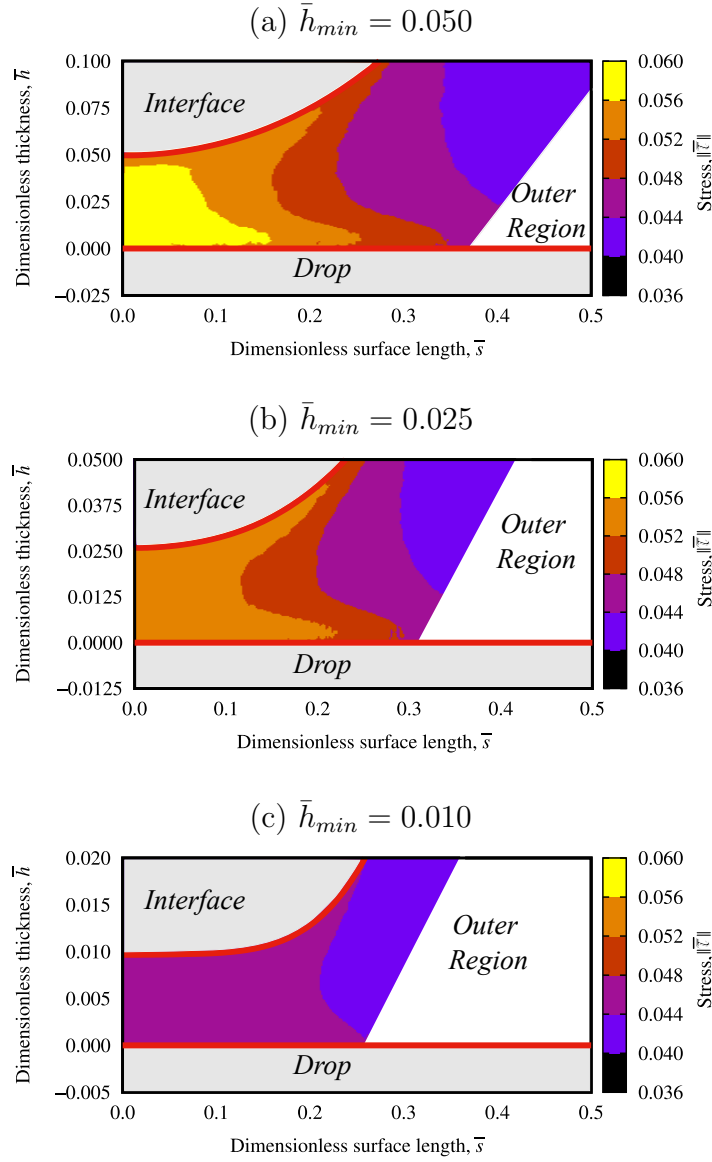 (a) h̄_min = 0.050
Dimensionless thickness, h̄
0.100
0.075
0.050
0.025
0.000
−0.025
Interface
Outer
Region
Drop
0.0 0.1 0.2 0.3 0.4 0.5
Dimensionless surface length, s̄
0.060
0.056
0.052
0.048
0.044
0.040
0.036
Stress, ||τ̿||
(b) h̄_min = 0.025
Dimensionless thickness, h̄
0.0500
0.0375
0.0250
0.0125
0.0000
−0.0125
Interface
Outer
Region
Drop
0.0 0.1 0.2 0.3 0.4 0.5
Dimensionless surface length, s̄
0.060
0.056
0.052
0.048
0.044
0.040
0.036
Stress, ||τ̿||
(c) h̄_min = 0.010
Dimensionless thickness, h̄
0.020
0.015
0.010
0.005
0.000
−0.005
Interface
Outer
Region
Drop
0.0 0.1 0.2 0.3 0.4 0.5
Dimensionless surface length, s̄
0.060
0.056
0.052
0.048
0.044
0.040
0.036
Stress, ||τ̿||